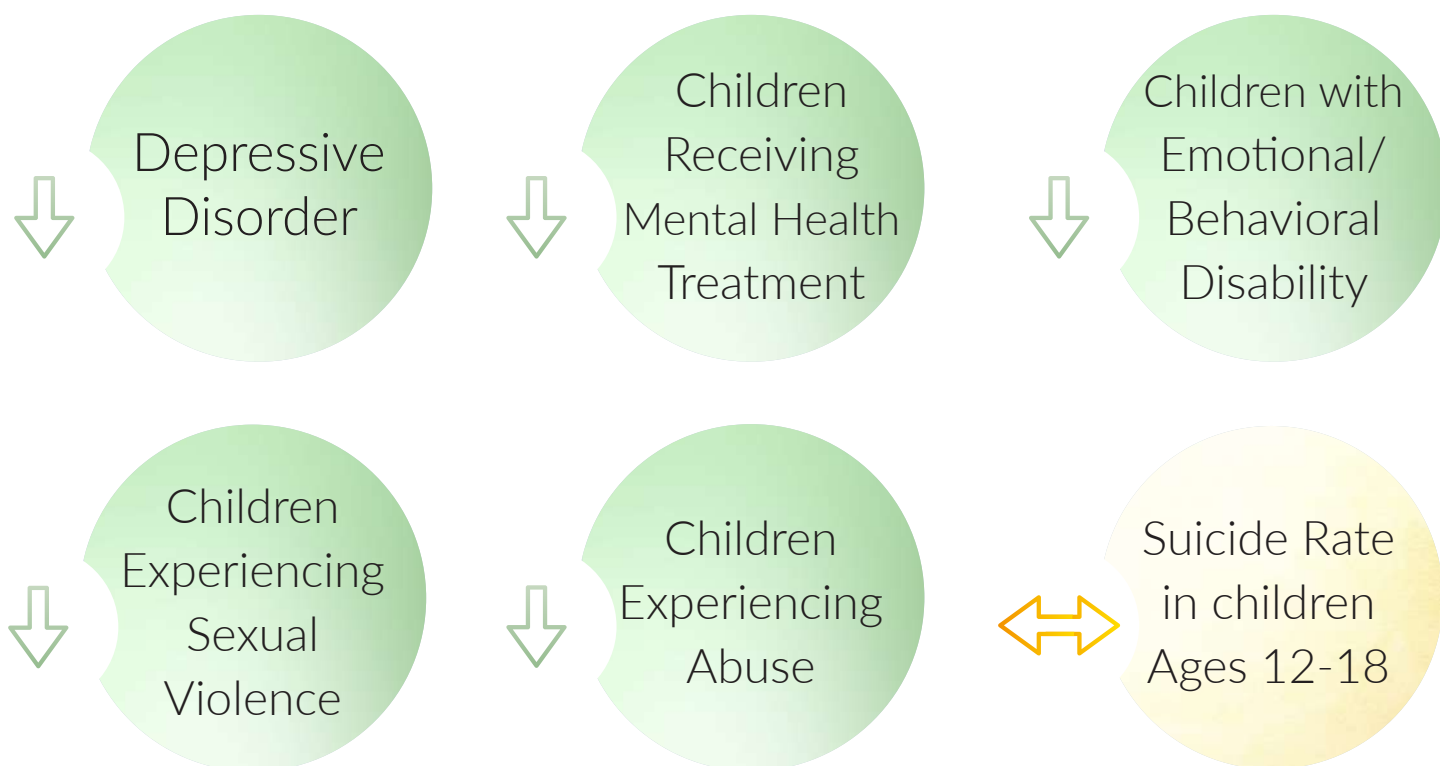 Depressive
Disorder
Children
Receiving
Mental Health
Treatment
Children with
Emotional/
Behavioral
Disability
Children
Experiencing
Sexual
Violence
Children
Experiencing
Abuse
Suicide Rate
in children
Ages 12-18